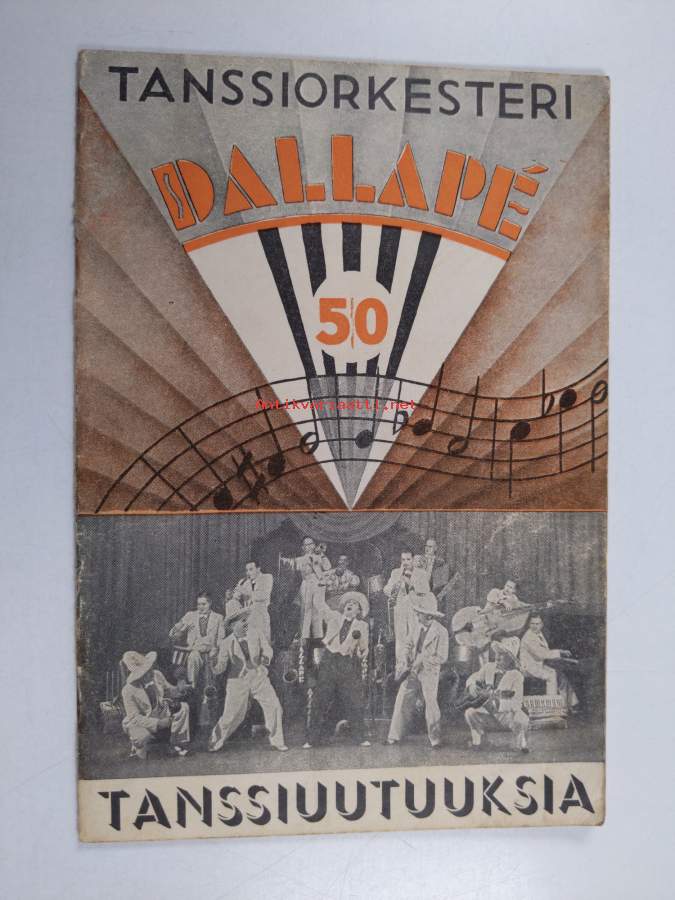 TANSSIORKESTERI
DALLAPÉ
50
Antikvariaatti.net
TANSSIUUTUUKSIA